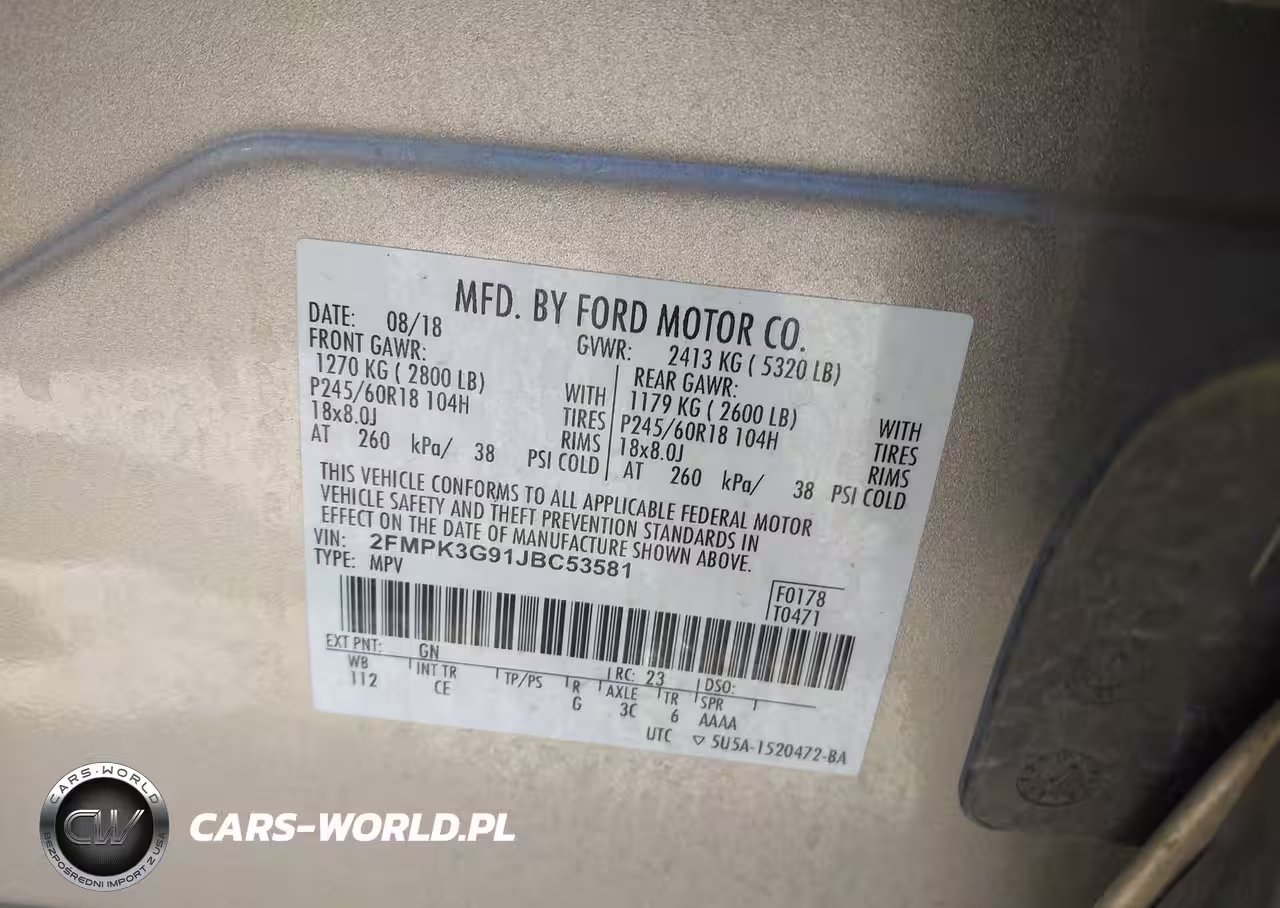 MFD. BY FORD MOTOR CO.
DATE: 08/18 GVWR: 2413 KG ( 5320 LB)
FRONT GAWR: REAR GAWR:
1270 KG ( 2800 LB) WITH 1179 KG ( 2600 LB) WITH
P245/60R18 104H TIRES P245/60R18 104H TIRES
18x8.0J RIMS 18x8.0J RIMS
AT 260 kPa/ 38 PSI COLD AT 260 kPa/ 38 PSI COLD
THIS VEHICLE CONFORMS TO ALL APPLICABLE FEDERAL MOTOR
VEHICLE SAFETY AND THEFT PREVENTION STANDARDS IN
EFFECT ON THE DATE OF MANUFACTURE SHOWN ABOVE.
VIN: 2FMPK3G91JBC53581
TYPE: MPV
F0178
T0471
EXT PNT: GN RC: 23 DSO:
WB INT TR TP/PS R AXLE TR SPR
112 CE G 3C 6 AAAA
UTC ▽ 5U5A-1520472-BA
CARS-WORLD
CW
BEZPOŚREDNI IMPORT Z USA
CARS-WORLD.PL